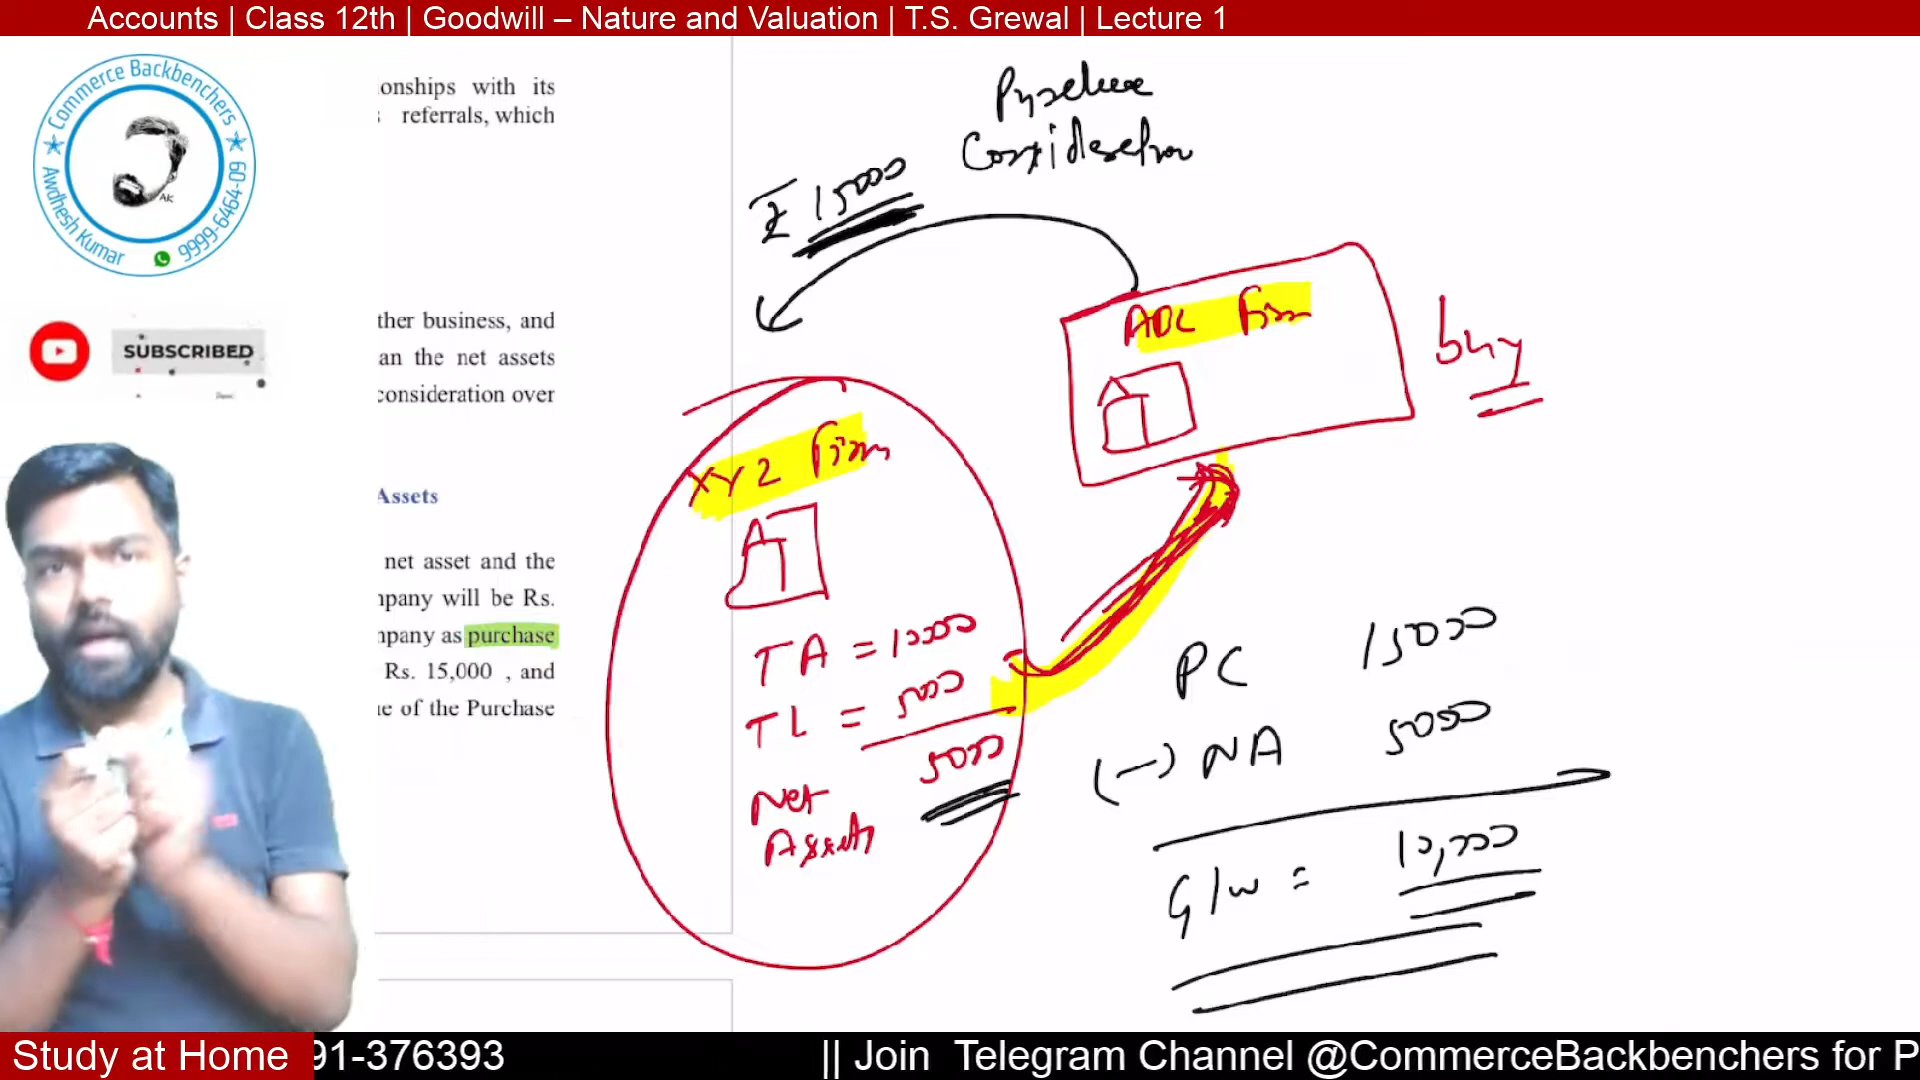 Accounts | Class 12th | Goodwill – Nature and Valuation | T.S. Grewal | Lecture 1
Commerce Backbenchers
Awdhesh Kumar
9999-6464-09
AK
SUBSCRIBED
onships with its
referrals, which
ther business, and
an the net assets
consideration over
Assets
net asset and the
mpany will be Rs.
mpany as purchase
Rs. 15,000 , and
ue of the Purchase
Consideration
₹ 15000
Firm
buy
XYZ Firm
TA = 10000
TL = 5000
5000
Net
Assets
PC 15000
(-) NA 5000
G/w = 10,000
Study at Home
91-376393
|| Join Telegram Channel @CommerceBackbenchers for P